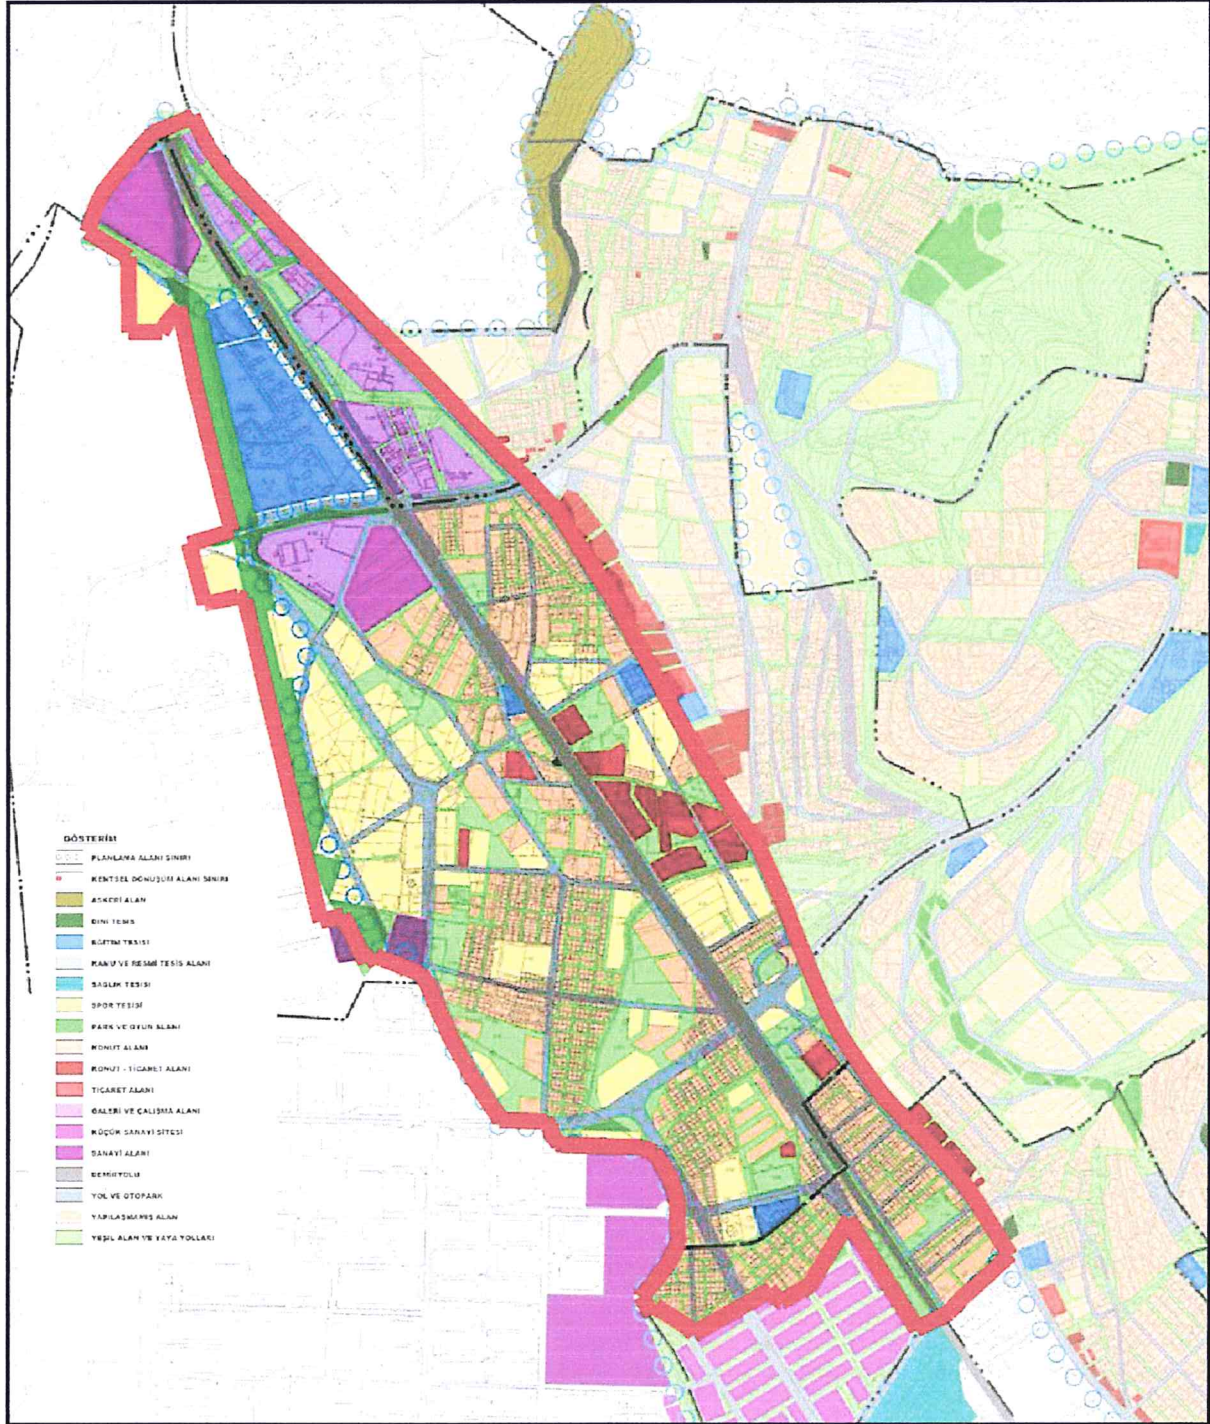 GÖSTERİM
PLANLAMA ALANI SINIRI
KENTSEL DÖNÜŞÜM ALANI SINIRI
ASKERİ ALAN
DİNİ TESİS
EĞİTİM TESİSİ
KAMU VE RESMİ TESİS ALANI
SAĞLIK TESİSİ
SPOR TESİSİ
PARK VE OYUN ALANI
KONUT ALANI
KONUT - TİCARET ALANI
TİCARET ALANI
GALERİ VE ÇALIŞMA ALANI
KÜÇÜK SANAYİ SİTESİ
SANAYİ ALANI
DEMİRYOLU
YOL VE OTOPARK
YAPILAŞMAMIŞ ALAN
YEŞİL ALAN VE YAYA YOLLARI